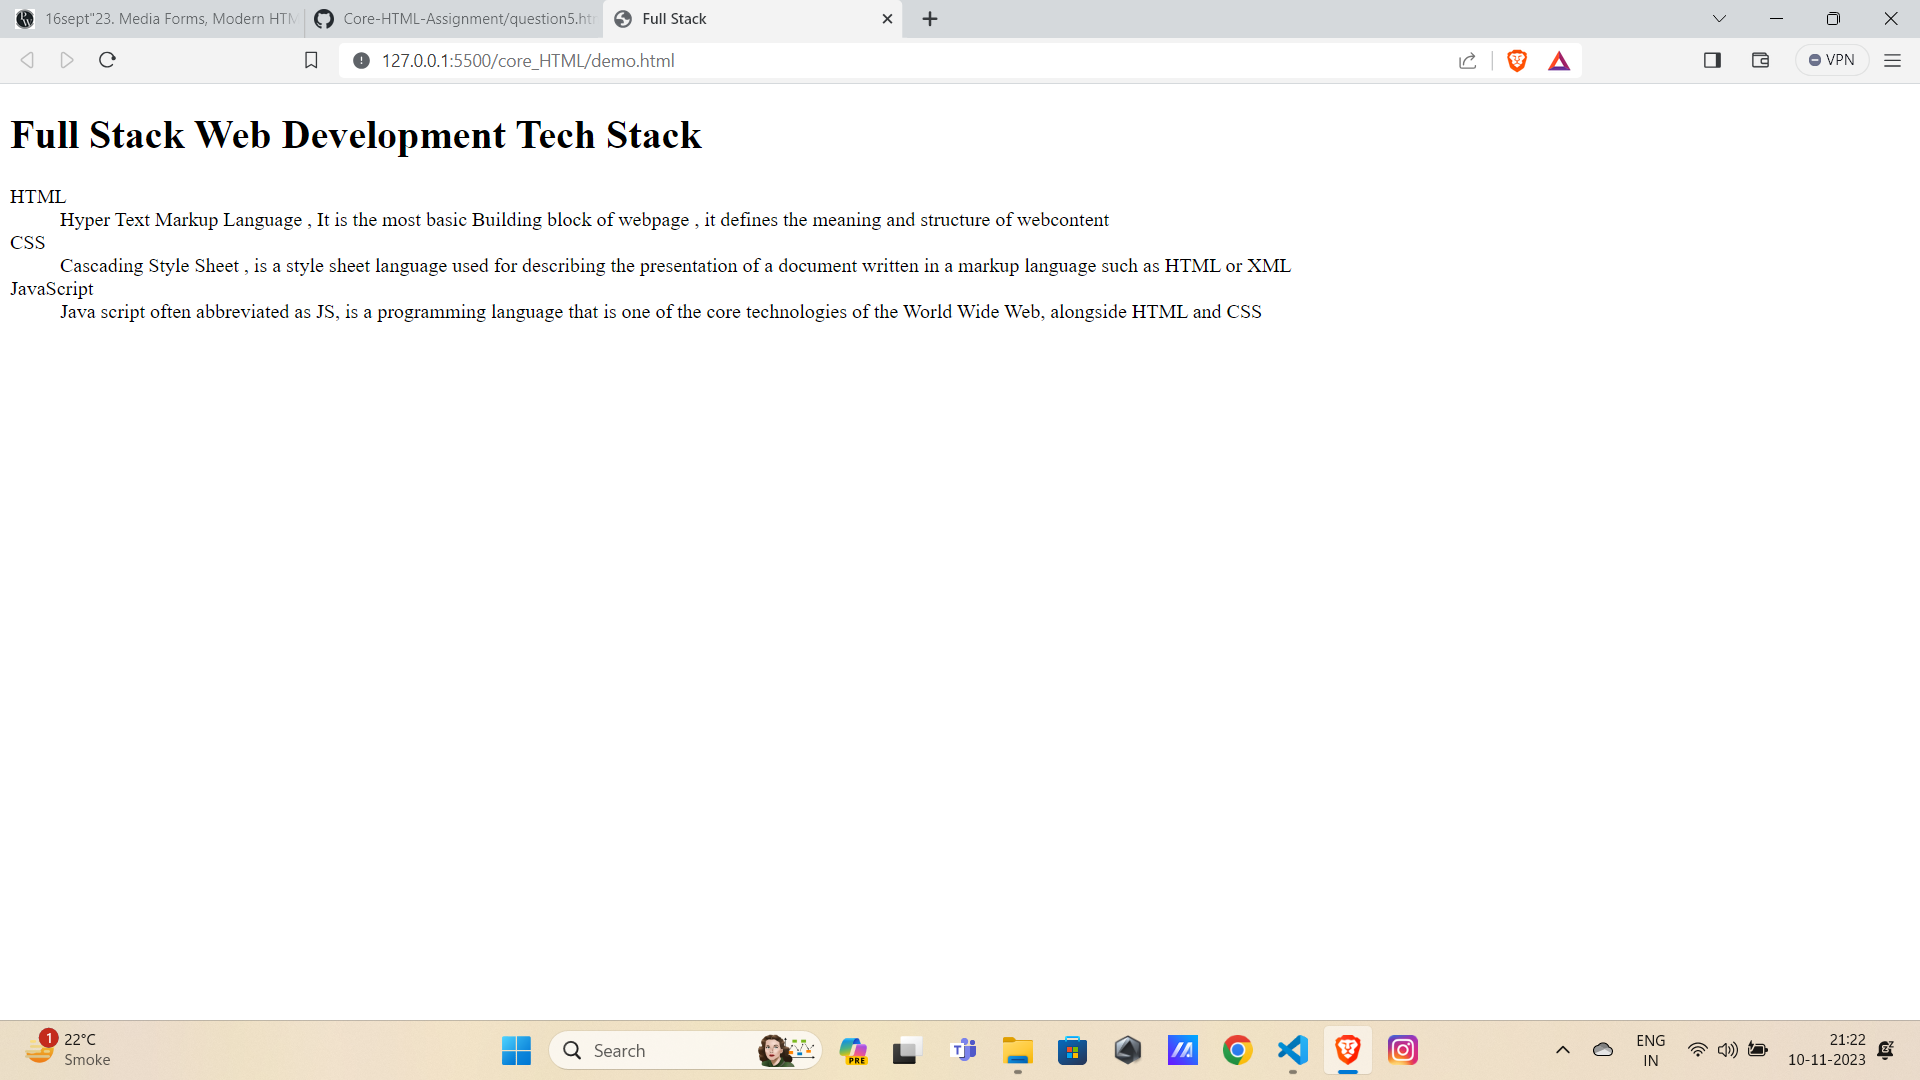 16sept"23. Media Forms, Modern HTM
Core-HTML-Assignment/question5.htm
Full Stack
127.0.0.1:5500/core_HTML/demo.html
VPN
Full Stack Web Development Tech Stack
HTML
Hyper Text Markup Language , It is the most basic Building block of webpage , it defines the meaning and structure of webcontent
CSS
Cascading Style Sheet , is a style sheet language used for describing the presentation of a document written in a markup language such as HTML or XML
JavaScript
Java script often abbreviated as JS, is a programming language that is one of the core technologies of the World Wide Web, alongside HTML and CSS
1
22°C
Smoke
Search
PRE
ENG
IN
21:22
10-11-2023